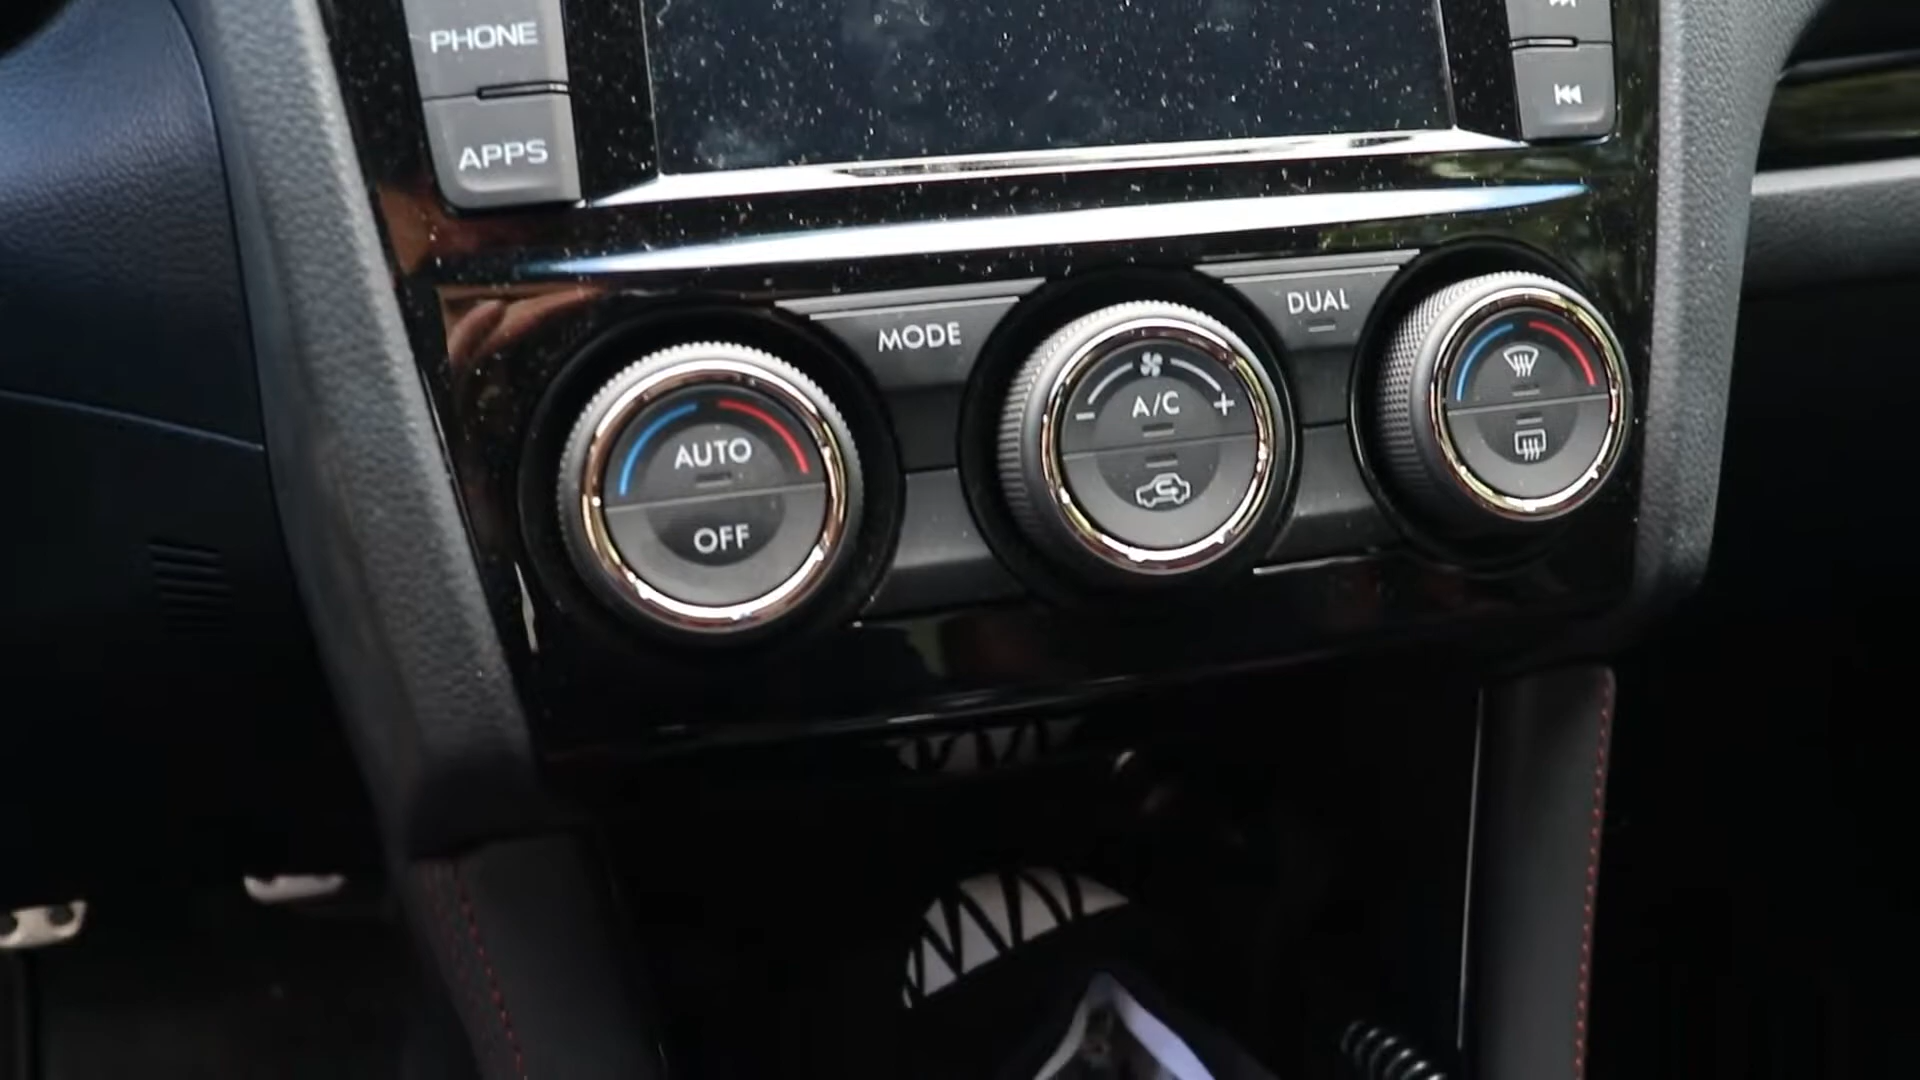 PHONE
APPS
MODE
DUAL
AUTO
OFF
- A/C +